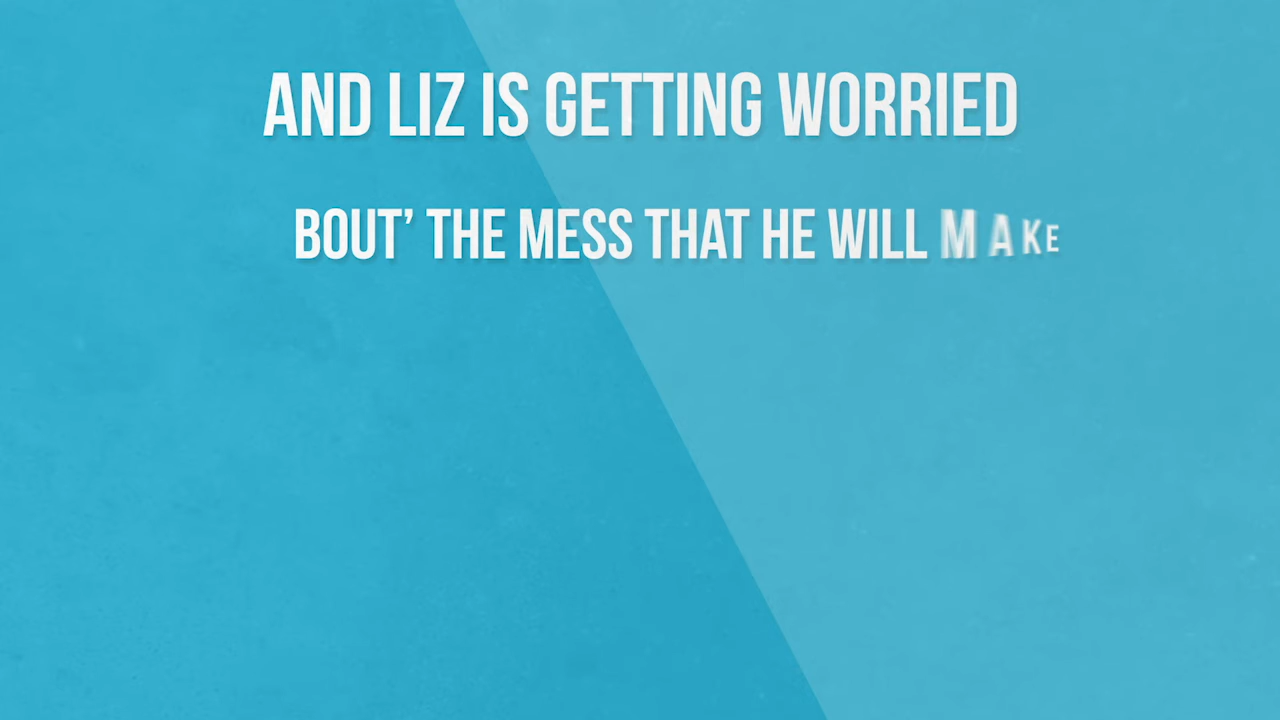 AND LIZ IS GETTING WORRIED
BOUT’ THE MESS THAT HE WILL MAKE